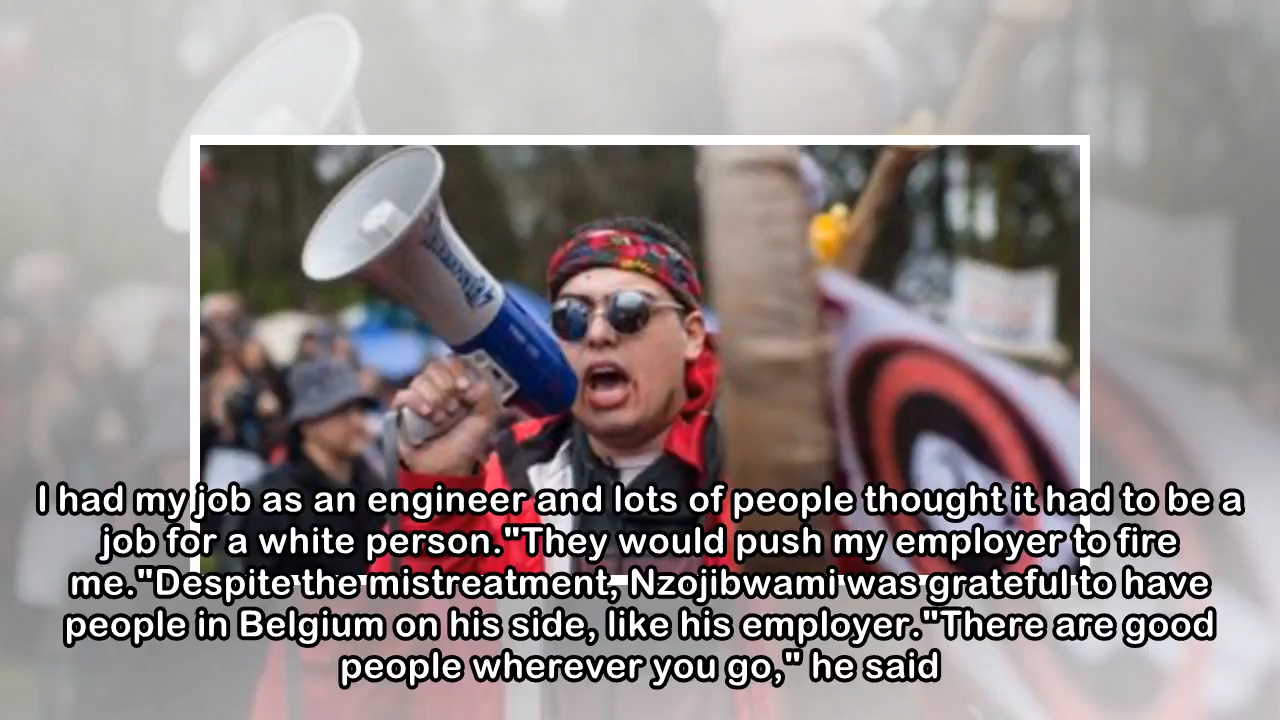 I had my job as an engineer and lots of people thought it had to be a
job for a white person."They would push my employer to fire
me."Despite the mistreatment, Nzojibwami was grateful to have
people in Belgium on his side, like his employer."There are good
people wherever you go," he said